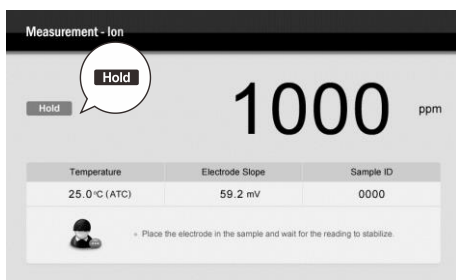 Measurement - Ion
Hold
Hold
1000 ppm
Temperature Electrode Slope Sample ID
25.0 °C (ATC) 59.2 mV 0000
Place the electrode in the sample and wait for the reading to stabilize.